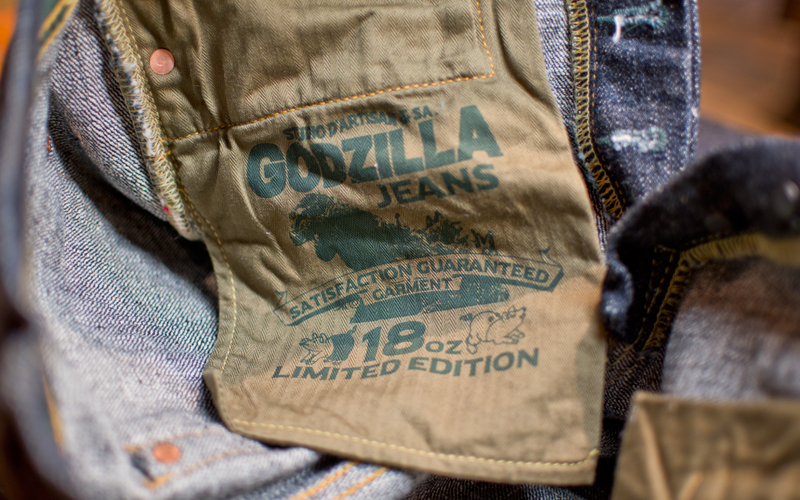 STUDIO D'ARTISAN & SA.
GODZILLA
JEANS
SATISFACTION GUARANTEED
GARMENT
18oz
LIMITED EDITION